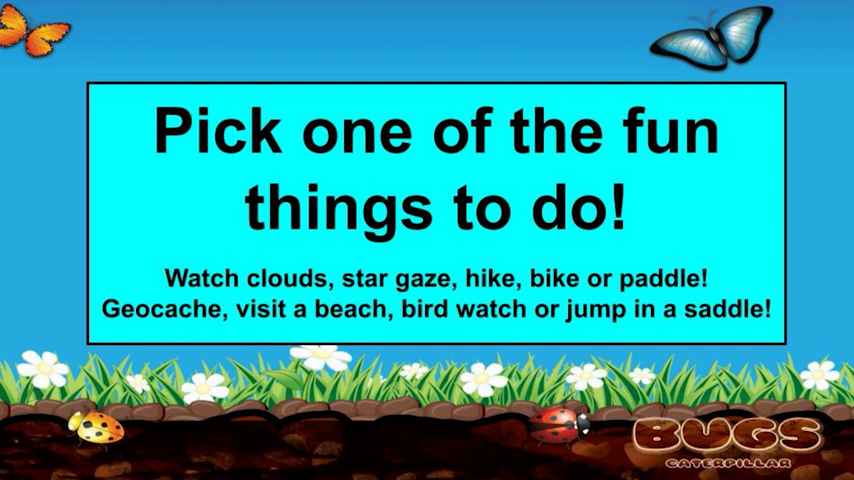 Pick one of the fun
things to do!
Watch clouds, star gaze, hike, bike or paddle!
Geocache, visit a beach, bird watch or jump in a saddle!
BUGS
CATERPILLAR